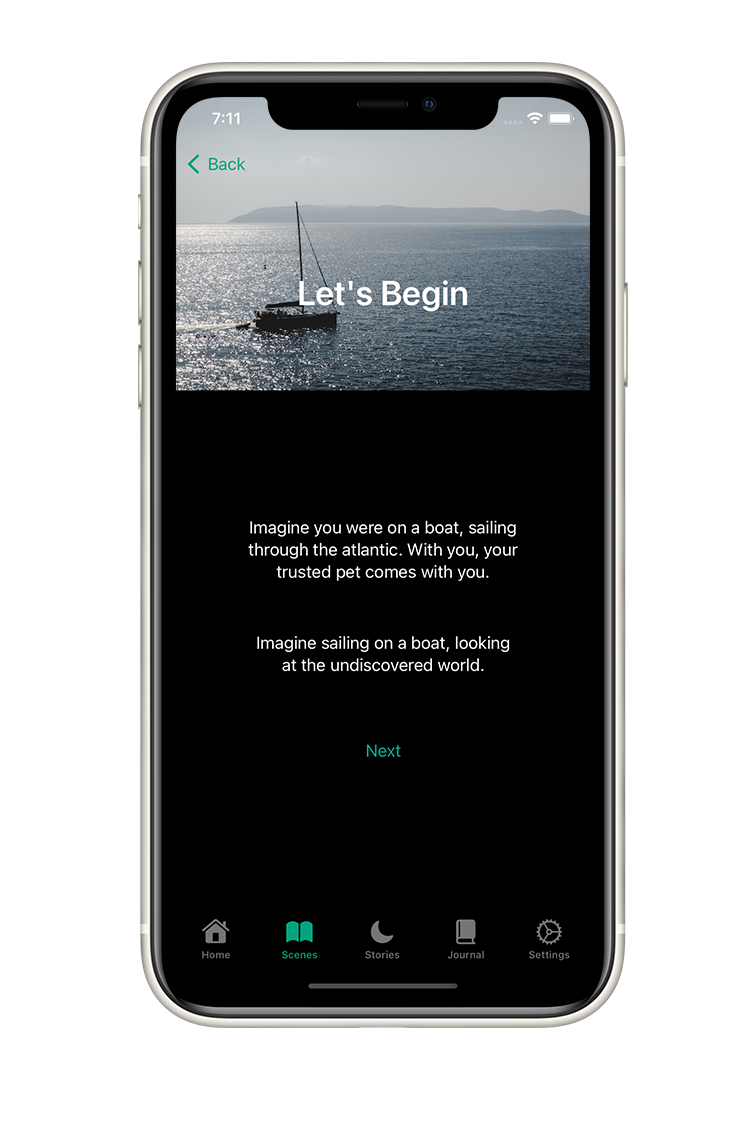 7:11
Back
Let's Begin
Imagine you were on a boat, sailing
through the atlantic. With you, your
trusted pet comes with you.
Imagine sailing on a boat, looking
at the undiscovered world.
Next
Home
Scenes
Stories
Journal
Settings